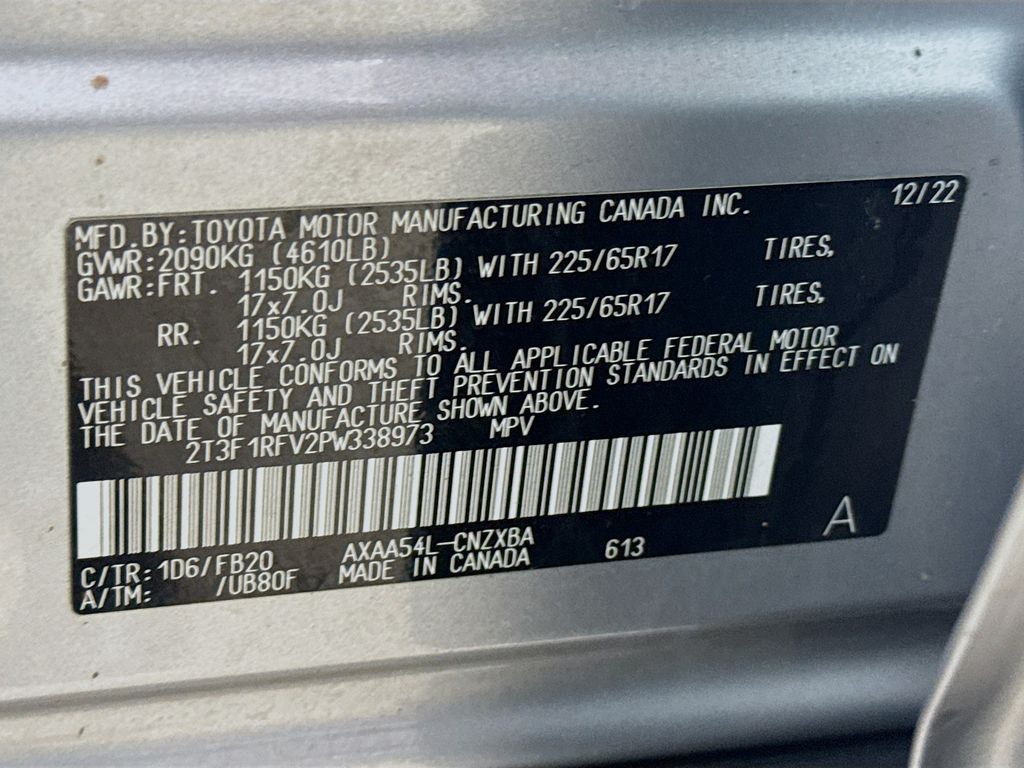 12/22
MFD. BY: TOYOTA MOTOR MANUFACTURING CANADA INC.
GVWR: 2090KG (4610LB)
GAWR: FRT. 1150KG (2535LB) WITH 225/65R17 TIRES,
17x7.0J RIMS.
RR. 1150KG (2535LB) WITH 225/65R17 TIRES,
17x7.0J RIMS.
THIS VEHICLE CONFORMS TO ALL APPLICABLE FEDERAL MOTOR
VEHICLE SAFETY AND THEFT PREVENTION STANDARDS IN EFFECT ON
THE DATE OF MANUFACTURE SHOWN ABOVE.
2T3F1RFV2PW338973 MPV
A
C/TR: 1D6/FB20 AXAA54L-CNZXBA 613
A/TM: /UB80F MADE IN CANADA